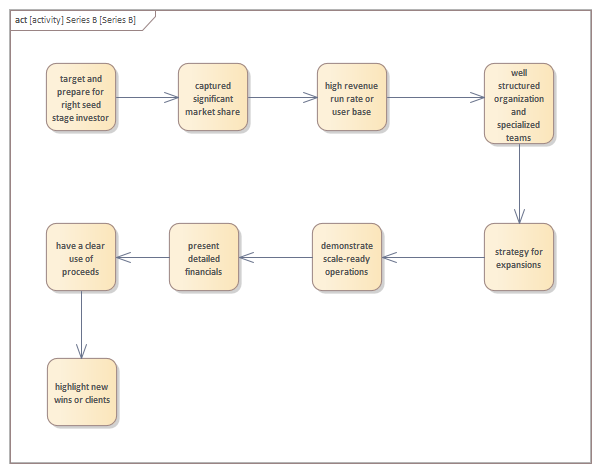 act [activity] Series B [Series B]
target and
prepare for
right seed
stage investor
captured
significant
market share
high revenue
run rate or
user base
well
structured
organization
and
specialized
teams
have a clear
use of
proceeds
present
detailed
financials
demonstrate
scale-ready
operations
strategy for
expansions
highlight new
wins or clients